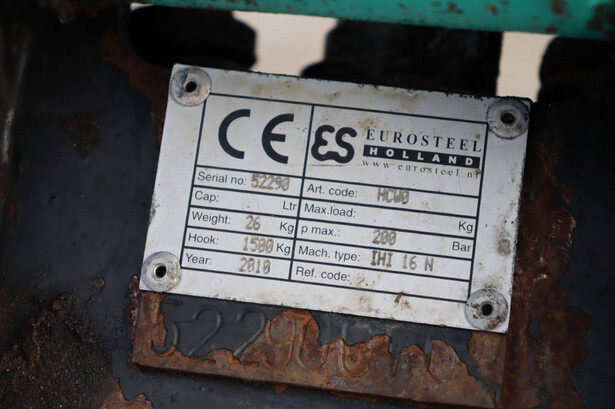 CE
ES EUROSTEEL
HOLLAND
www.eurosteel.nl
Serial no: 52290 Art. code: HCW0
Cap: Ltr Max.load: Kg
Weight: 26 Kg p max.: 200 Bar
Hook: 1500 Kg Mach. type: IHI 16 N
Year: 2010 Ref. code:
52290